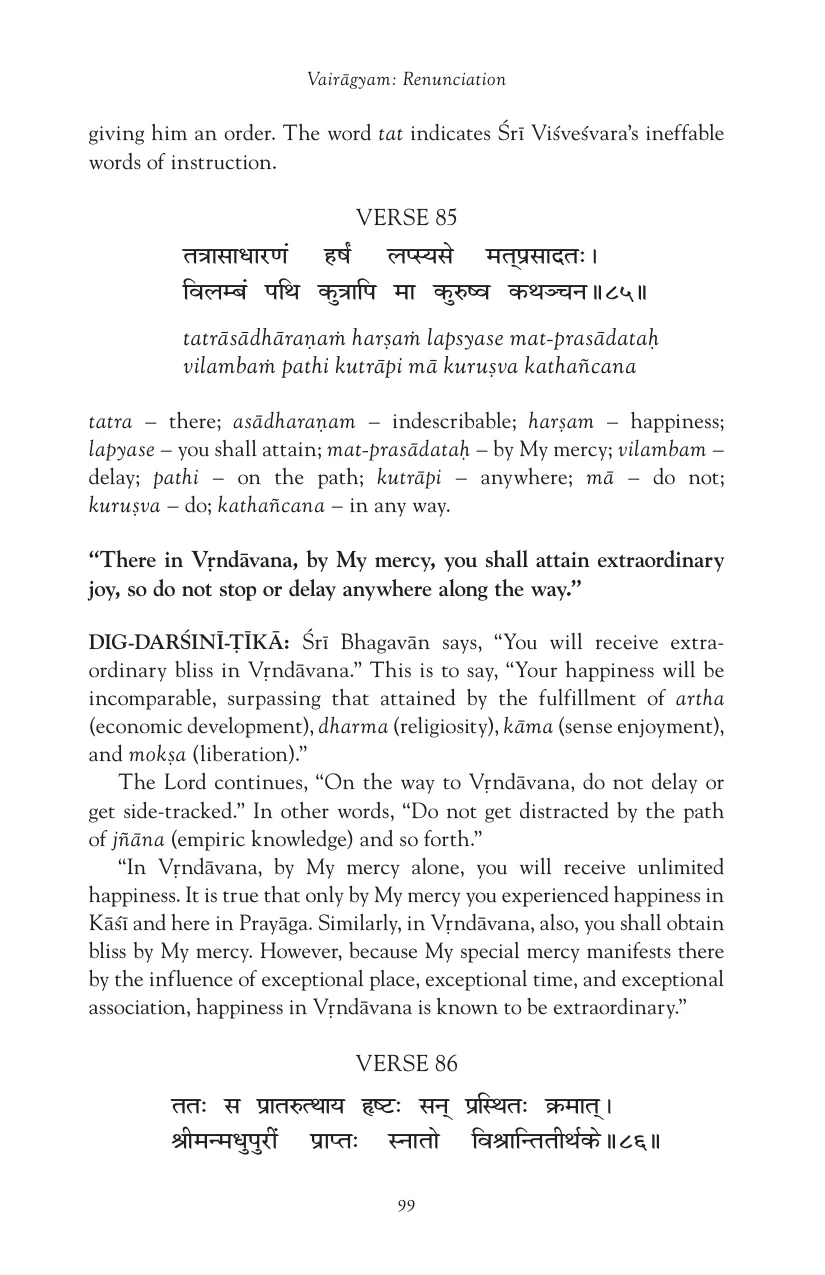 Vairāgyam: Renunciation
giving him an order. The word tat indicates Śrī Viśveśvara’s ineffable
words of instruction.
VERSE 85
तत्रासाधारणं हर्षं लप्स्यसे मत्प्रसादतः।
विलम्बं पथि कुत्रापि मा कुरुष्व कथञ्चन॥८५॥
tatrāsādhāraṇaṁ harṣaṁ lapsyase mat-prasādataḥ
vilambaṁ pathi kutrāpi mā kuruṣva kathañcana
tatra – there; asādharaṇam – indescribable; harṣam – happiness;
lapyase – you shall attain; mat-prasādataḥ – by My mercy; vilambam –
delay; pathi – on the path; kutrāpi – anywhere; mā – do not;
kuruṣva – do; kathañcana – in any way.
“There in Vṛndāvana, by My mercy, you shall attain extraordinary
joy, so do not stop or delay anywhere along the way.”
DIG-DARŚINĪ-ṬĪKĀ: Śrī Bhagavān says, “You will receive extra-
ordinary bliss in Vṛndāvana.” This is to say, “Your happiness will be
incomparable, surpassing that attained by the fulfillment of artha
(economic development), dharma (religiosity), kāma (sense enjoyment),
and mokṣa (liberation).”
The Lord continues, “On the way to Vṛndāvana, do not delay or
get side-tracked.” In other words, “Do not get distracted by the path
of jñāna (empiric knowledge) and so forth.”
“In Vṛndāvana, by My mercy alone, you will receive unlimited
happiness. It is true that only by My mercy you experienced happiness in
Kāśī and here in Prayāga. Similarly, in Vṛndāvana, also, you shall obtain
bliss by My mercy. However, because My special mercy manifests there
by the influence of exceptional place, exceptional time, and exceptional
association, happiness in Vṛndāvana is known to be extraordinary.”
VERSE 86
ततः स प्रातरुत्थाय हृष्टः सन् प्रस्थितः क्रमात्।
श्रीमन्मधुपुरीं प्राप्तः स्नातो विश्रान्तितीर्थके॥८६॥
99